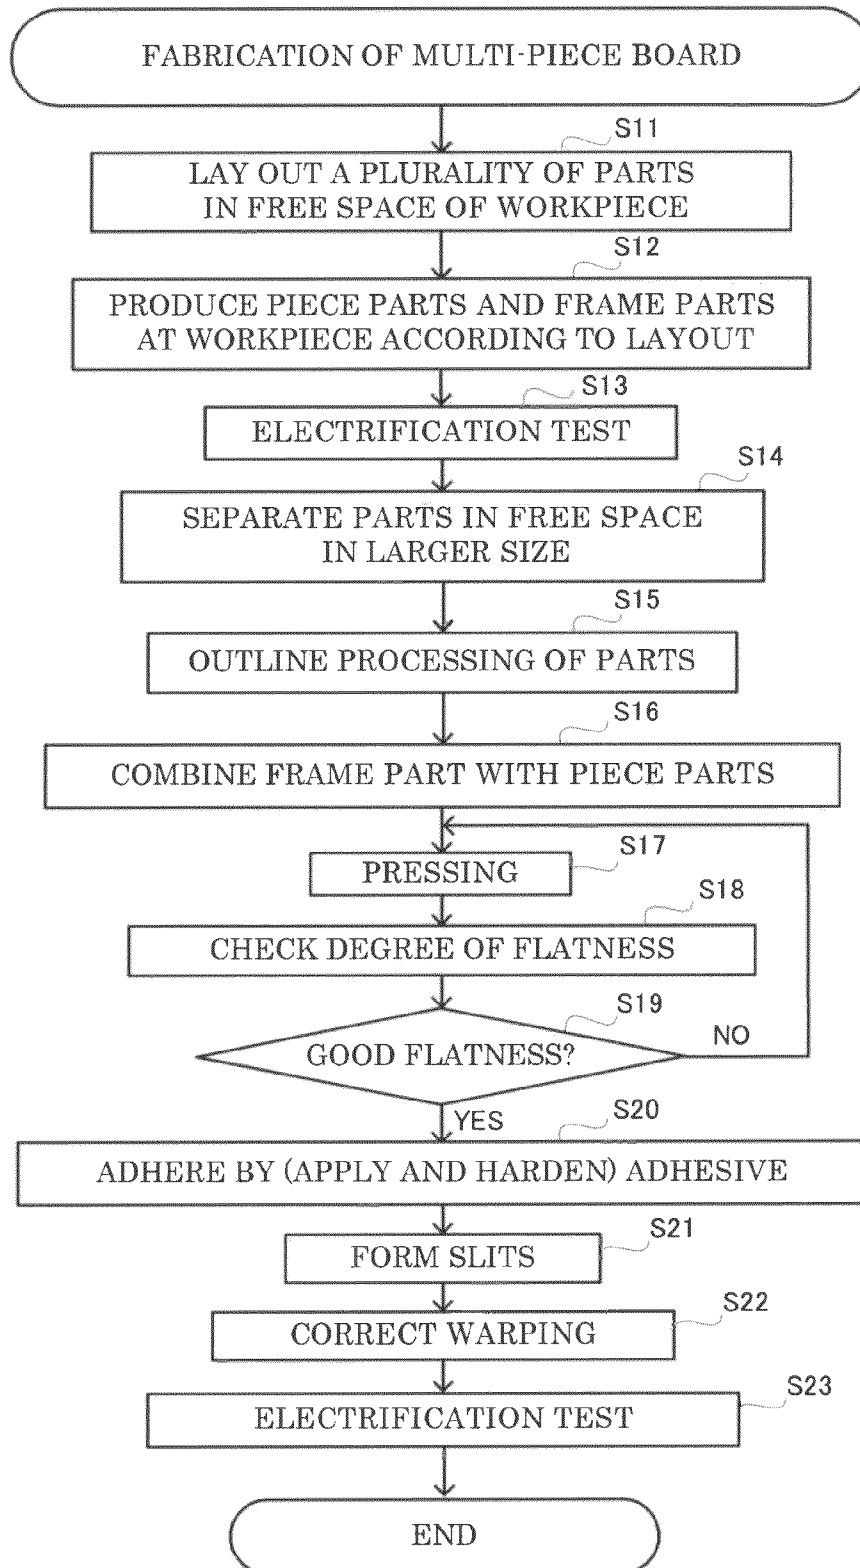 FABRICATION OF MULTI-PIECE BOARD
S11
LAY OUT A PLURALITY OF PARTS
IN FREE SPACE OF WORKPIECE
S12
PRODUCE PIECE PARTS AND FRAME PARTS
AT WORKPIECE ACCORDING TO LAYOUT
S13
ELECTRIFICATION TEST
S14
SEPARATE PARTS IN FREE SPACE
IN LARGER SIZE
S15
OUTLINE PROCESSING OF PARTS
S16
COMBINE FRAME PART WITH PIECE PARTS
S17
PRESSING
S18
CHECK DEGREE OF FLATNESS
S19
GOOD FLATNESS?
NO
YES
S20
ADHERE BY (APPLY AND HARDEN) ADHESIVE
S21
FORM SLITS
S22
CORRECT WARPING
S23
ELECTRIFICATION TEST
END